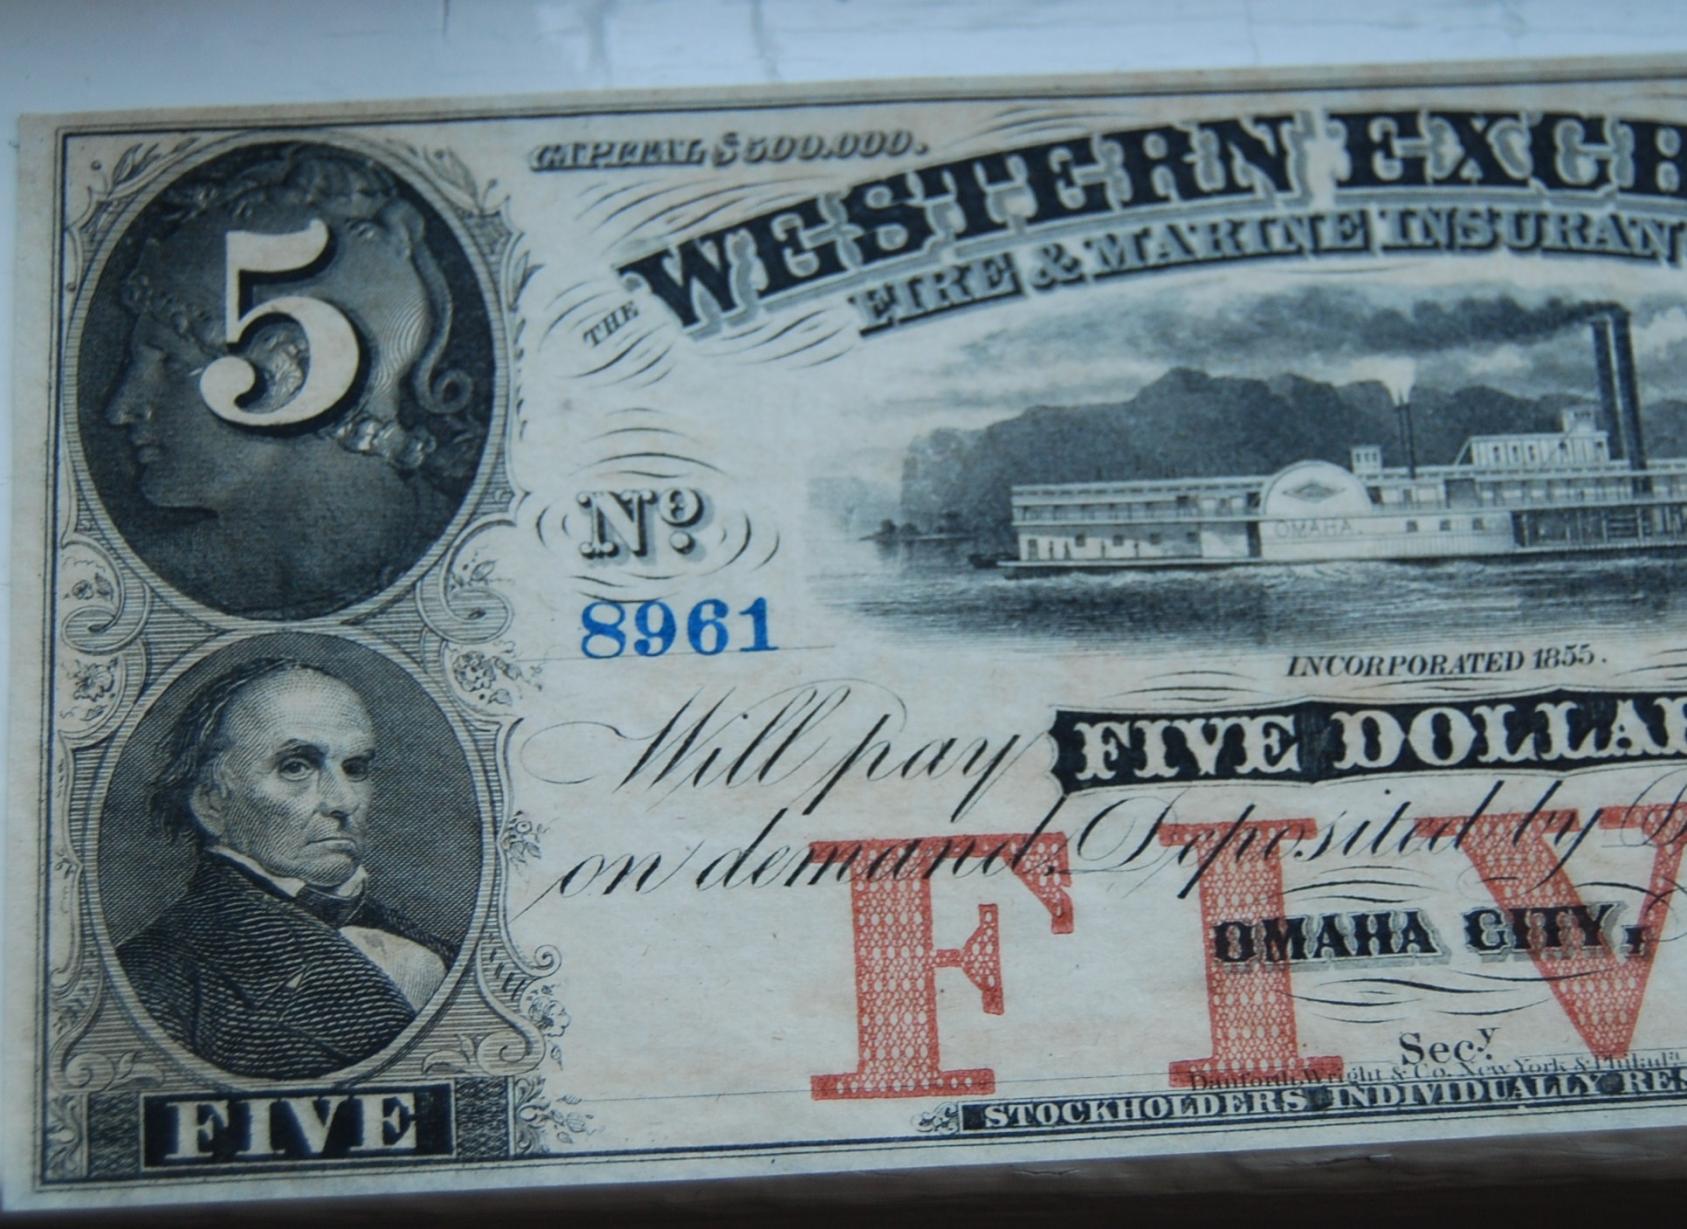 CAPITAL $500.000.
THE WESTERN EXCH
FIRE & MARINE INSURAN
5
OMAHA.
No
8961
INCORPORATED 1855.
Will pay FIVE DOLLAR
on demand. Deposited by
FIV
OMAHA CITY,
Secy
Danforth, Wright & Co. New York & Philada
STOCKHOLDERS INDIVIDUALLY RES
FIVE